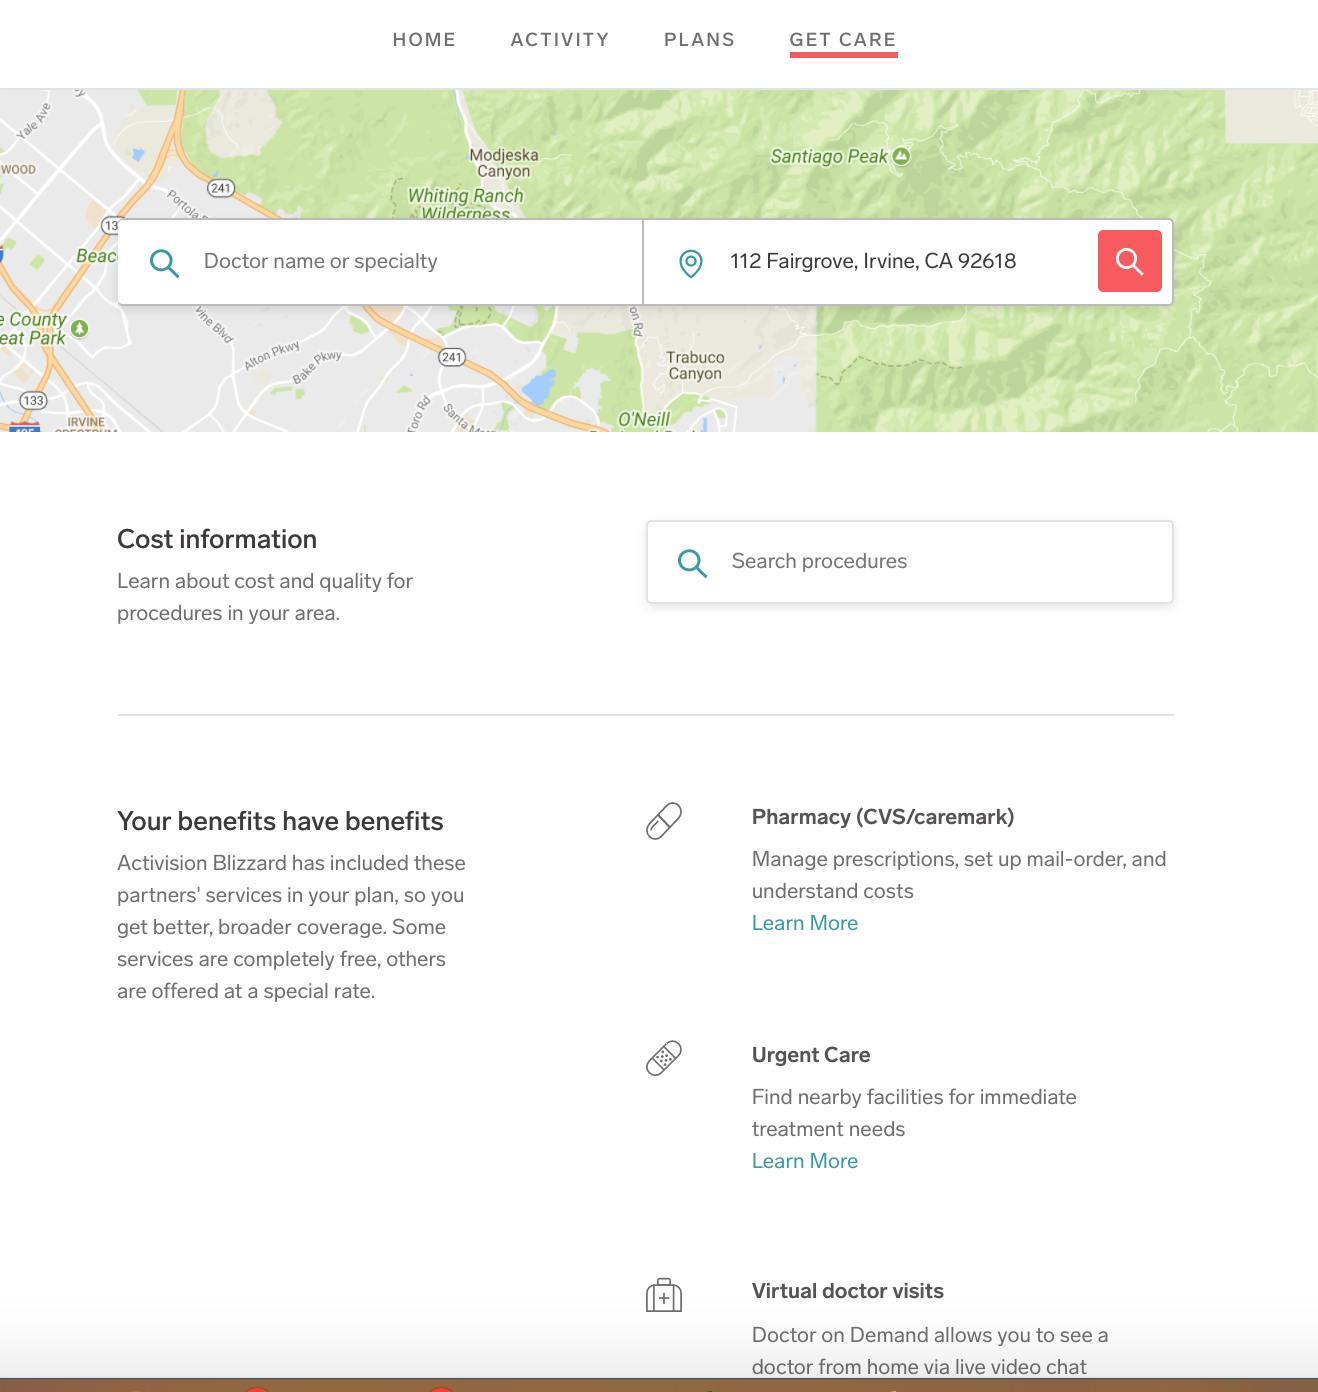 HOME ACTIVITY PLANS GET CARE
Yale Ave
WOOD
241
Modjeska
Canyon
Santiago Peak
Whiting Ranch
Wilderness
Portola
13
Beac
Doctor name or specialty
112 Fairgrove, Irvine, CA 92618
e County
eat Park
Vine Blvd
Alton Pkwy
Bake Pkwy
241
on Rd
Trabuco
Canyon
133
IRVINE
SPECTRUM
405
Toro Rd
Santa
O'Neill
Cost information
Learn about cost and quality for
procedures in your area.
Search procedures
Your benefits have benefits
Activision Blizzard has included these
partners' services in your plan, so you
get better, broader coverage. Some
services are completely free, others
are offered at a special rate.
Pharmacy (CVS/caremark)
Manage prescriptions, set up mail-order, and
understand costs
Learn More
Urgent Care
Find nearby facilities for immediate
treatment needs
Learn More
Virtual doctor visits
Doctor on Demand allows you to see a
doctor from home via live video chat